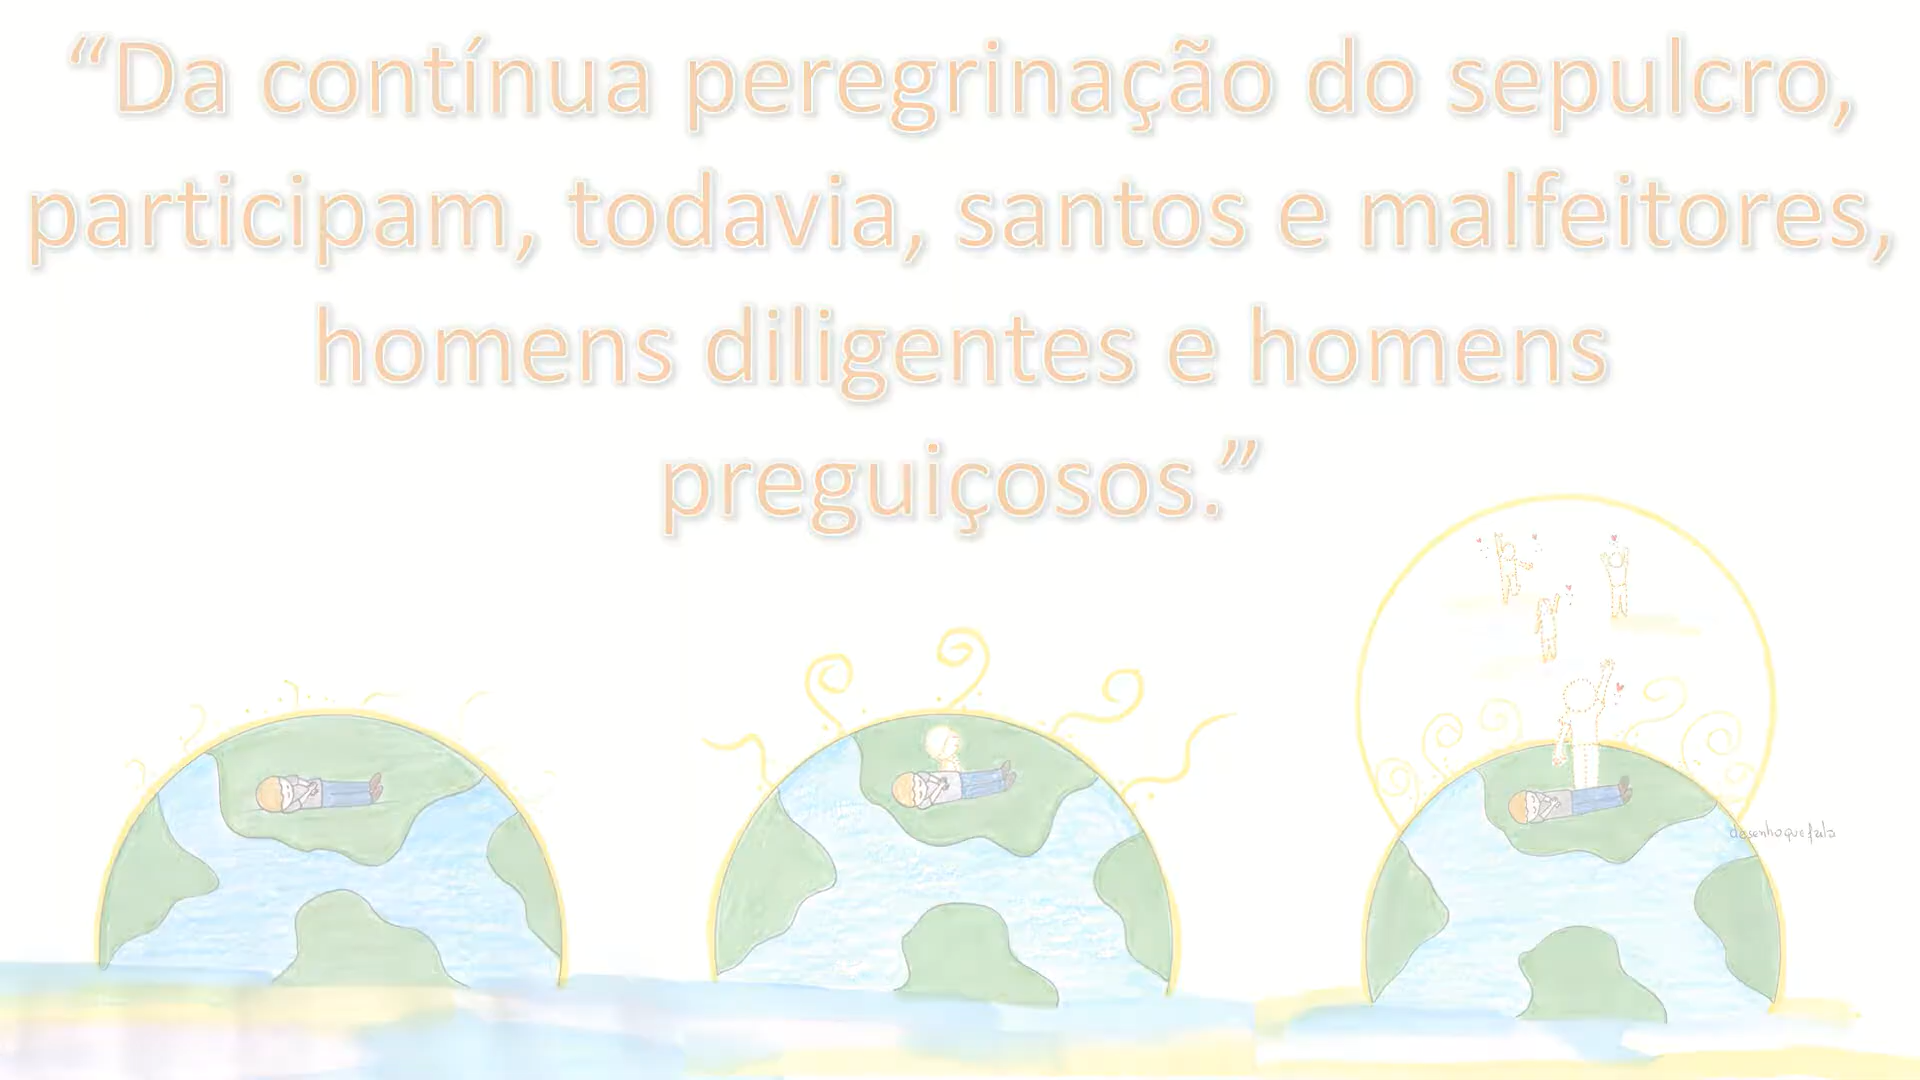 “Da contínua peregrinação do sepulcro,
participam, todavia, santos e malfeitores,
homens diligentes e homens
preguiçosos.”
desenhoquefala